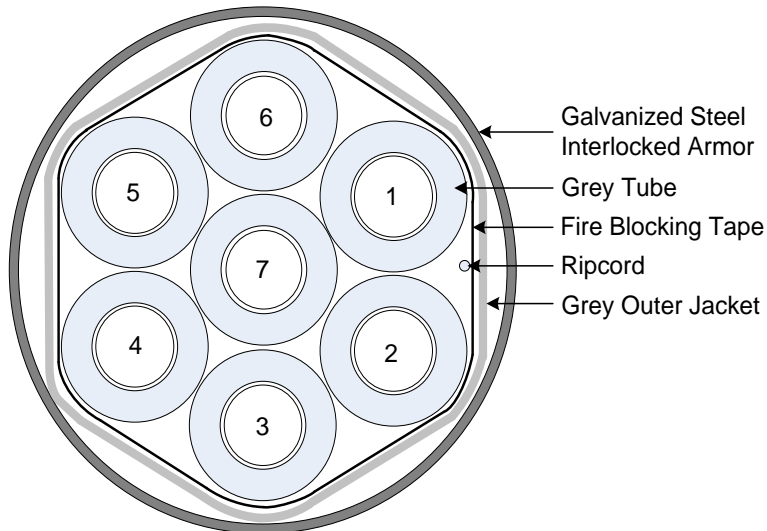 6
Galvanized Steel
Interlocked Armor
5
1
Grey Tube
Fire Blocking Tape
7
Ripcord
Grey Outer Jacket
4
2
3